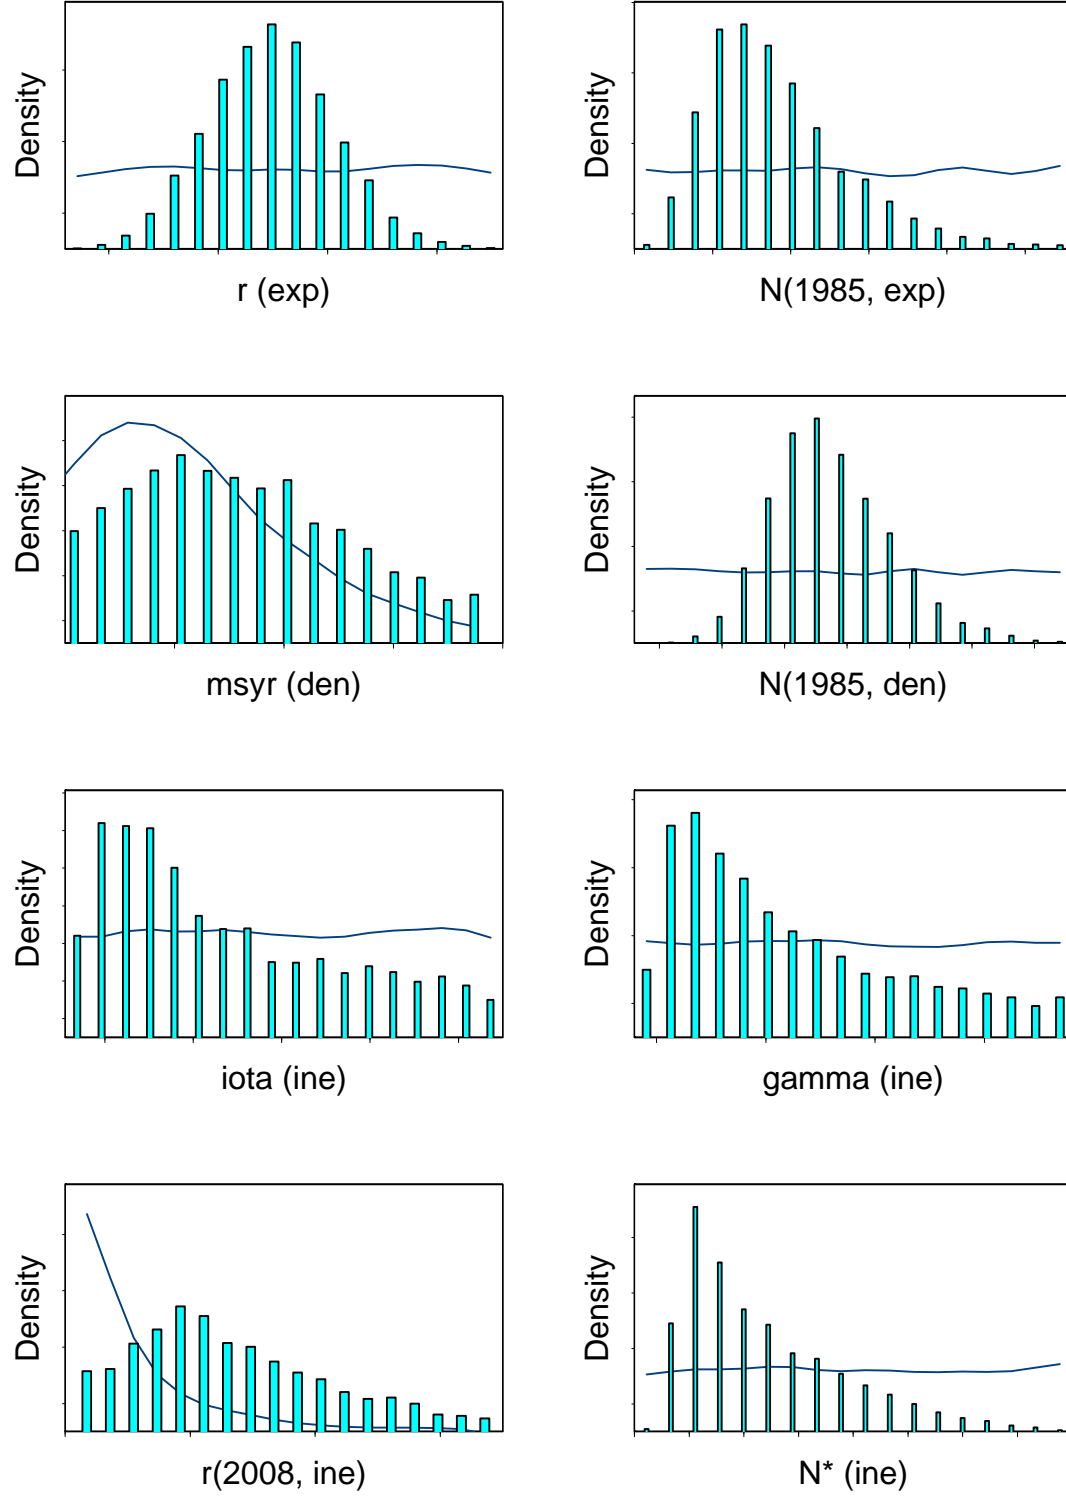 Density
r (exp)
Density
N(1985, exp)
Density
msyr (den)
Density
N(1985, den)
Density
iota (ine)
Density
gamma (ine)
Density
r(2008, ine)
Density
N* (ine)